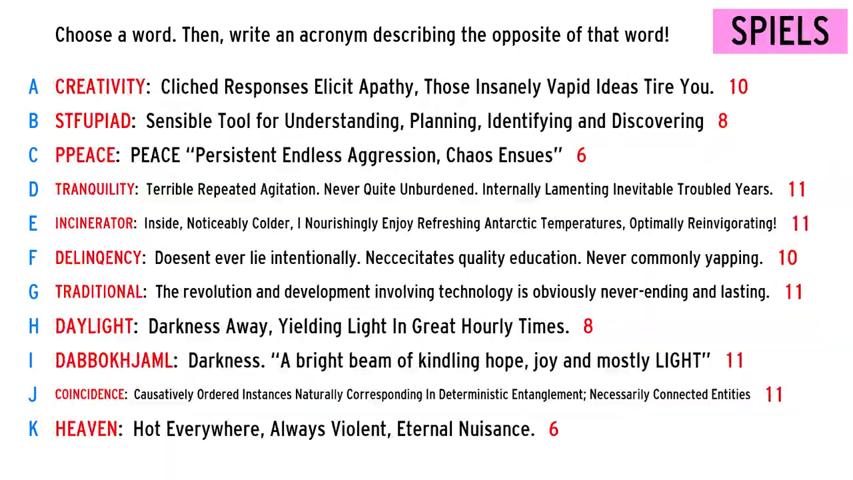 Choose a word. Then, write an acronym describing the opposite of that word!
SPIELS
A CREATIVITY: Cliched Responses Elicit Apathy, Those Insanely Vapid Ideas Tire You. 10
B STFUPIAD: Sensible Tool for Understanding, Planning, Identifying and Discovering 8
C PPEACE: PEACE “Persistent Endless Aggression, Chaos Ensues” 6
D TRANQUILITY: Terrible Repeated Agitation. Never Quite Unburdened. Internally Lamenting Inevitable Troubled Years. 11
E INCINERATOR: Inside, Noticeably Colder, I Nourishingly Enjoy Refreshing Antarctic Temperatures, Optimally Reinvigorating! 11
F DELINQENCY: Doesent ever lie intentionally. Neccecitates quality education. Never commonly yapping. 10
G TRADITIONAL: The revolution and development involving technology is obviously never-ending and lasting. 11
H DAYLIGHT: Darkness Away, Yielding Light In Great Hourly Times. 8
I DABBOKHJAML: Darkness. “A bright beam of kindling hope, joy and mostly LIGHT” 11
J COINCIDENCE: Causatively Ordered Instances Naturally Corresponding In Deterministic Entanglement; Necessarily Connected Entities 11
K HEAVEN: Hot Everywhere, Always Violent, Eternal Nuisance. 6